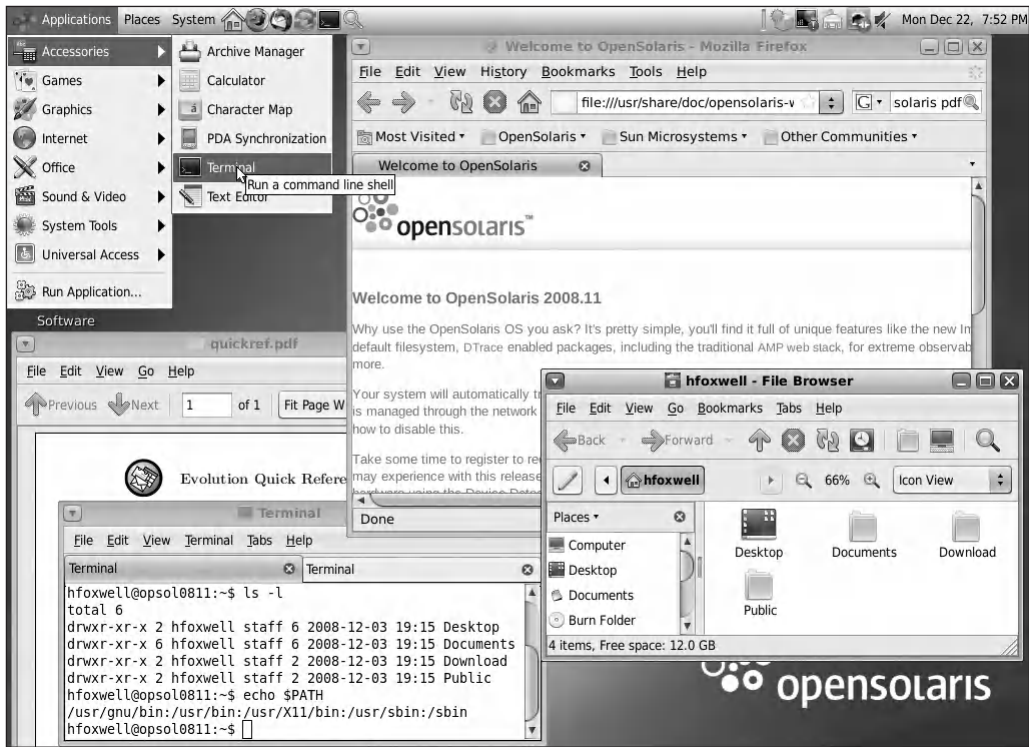 Applications Places System
Mon Dec 22, 7:52 PM
Accessories
Games
Graphics
Internet
Office
Sound & Video
System Tools
Universal Access
Run Application...
Archive Manager
Calculator
Character Map
PDA Synchronization
Terminal
Run a command line shell
Text Editor
Software
Welcome to OpenSolaris - Mozilla Firefox
File Edit View History Bookmarks Tools Help
file:///usr/share/doc/opensolaris-v
G
solaris pdf
Most Visited
OpenSolaris
Sun Microsystems
Other Communities
Welcome to OpenSolaris
opensolaris™
Welcome to OpenSolaris 2008.11
Why use the OpenSolaris OS you ask? It's pretty simple, you'll find it full of unique features like the new
default filesystem, DTrace enabled packages, including the traditional AMP web stack, for extreme
more.
Your system will automatically
is managed through the network
how to disable this.
Take some time to register to
may experience with this release
Done
quickref.pdf
File Edit View Go Help
Previous Next 1 of 1 Fit Page W
Evolution Quick Refere
Terminal
File Edit View Terminal Tabs Help
Terminal
Terminal
hfoxwell@opsol0811:~$ ls -l
total 6
drwxr-xr-x 2 hfoxwell staff 6 2008-12-03 19:15 Desktop
drwxr-xr-x 6 hfoxwell staff 6 2008-12-03 19:15 Documents
drwxr-xr-x 2 hfoxwell staff 2 2008-12-03 19:15 Download
drwxr-xr-x 2 hfoxwell staff 2 2008-12-03 19:15 Public
hfoxwell@opsol0811:~$ echo $PATH
/usr/gnu/bin:/usr/bin:/usr/X11/bin:/usr/sbin:/sbin
hfoxwell@opsol0811:~$
hfoxwell - File Browser
File Edit View Go Bookmarks Tabs Help
Back Forward
hfoxwell
66%
Icon View
Places
Computer
Desktop
Documents
Burn Folder
Desktop
Documents
Download
Public
4 items, Free space: 12.0 GB
opensolaris